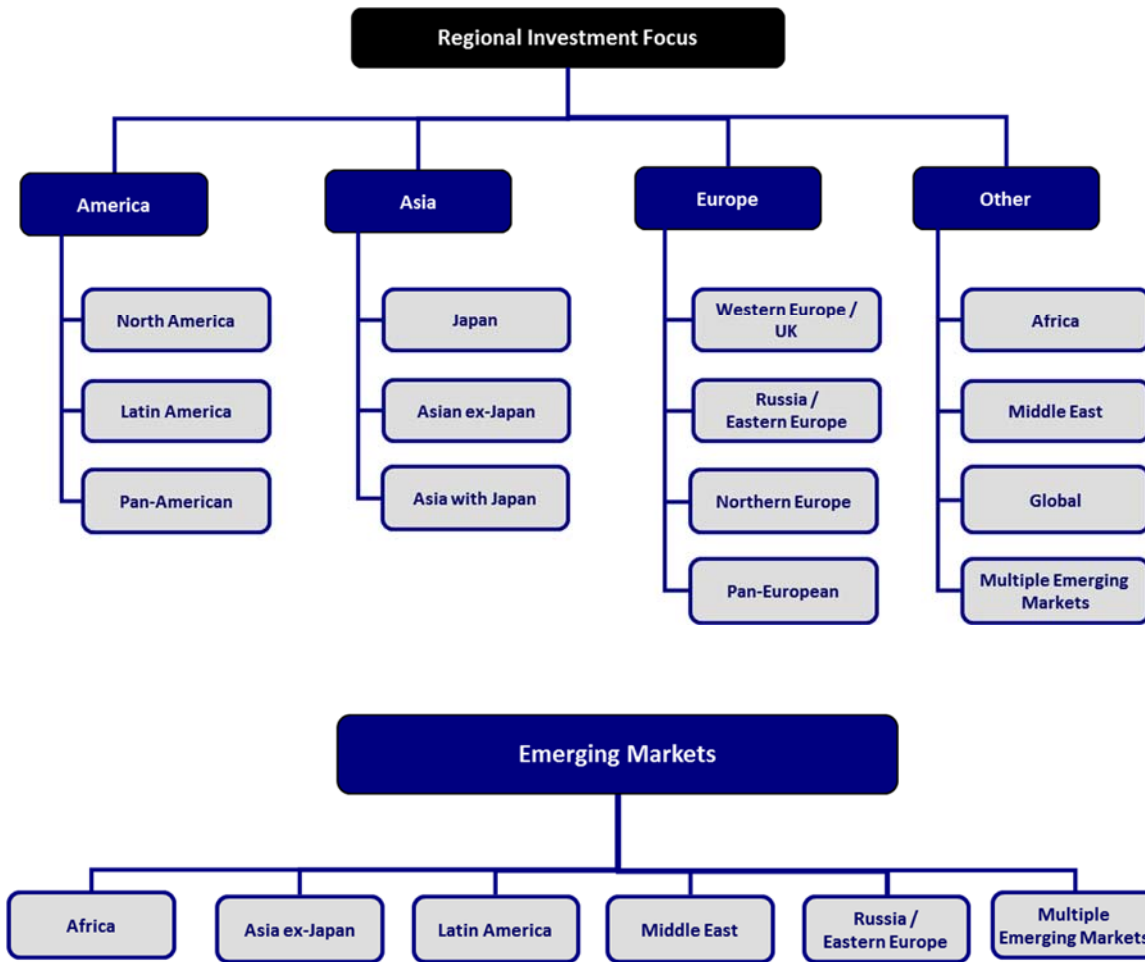 Regional Investment Focus
America
Asia
Europe
Other
North America
Japan
Western Europe /
UK
Africa
Latin America
Asian ex-Japan
Russia /
Eastern Europe
Middle East
Pan-American
Asia with Japan
Northern Europe
Global
Pan-European
Multiple Emerging
Markets
Emerging Markets
Africa
Asia ex-Japan
Latin America
Middle East
Russia /
Eastern Europe
Multiple
Emerging Markets